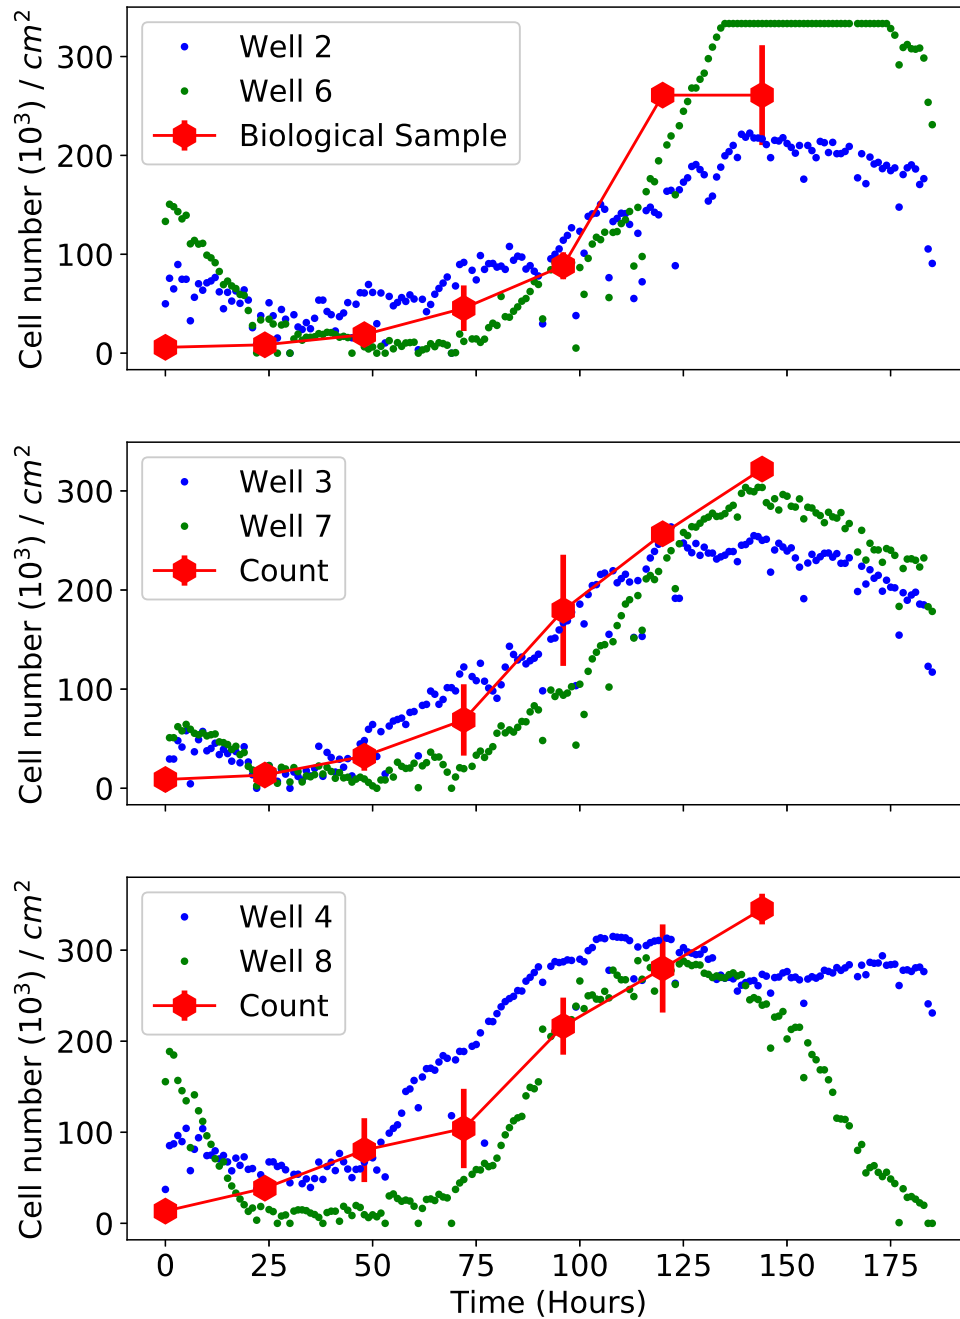 Cell number (10³) / cm²
300
200
100
0
Well 2
Well 6
Biological Sample
Cell number (10³) / cm²
300
200
100
0
Well 3
Well 7
Count
Cell number (10³) / cm²
300
200
100
0
Well 4
Well 8
Count
0 25 50 75 100 125 150 175
Time (Hours)